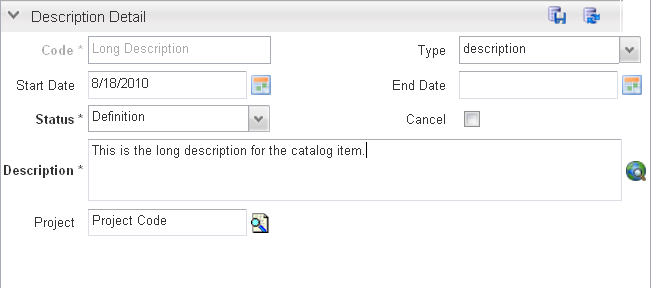 Description Detail
Code * Long Description Type description
Start Date 8/18/2010 End Date
Status * Definition Cancel
This is the long description for the catalog item.
Description *
Project Project Code